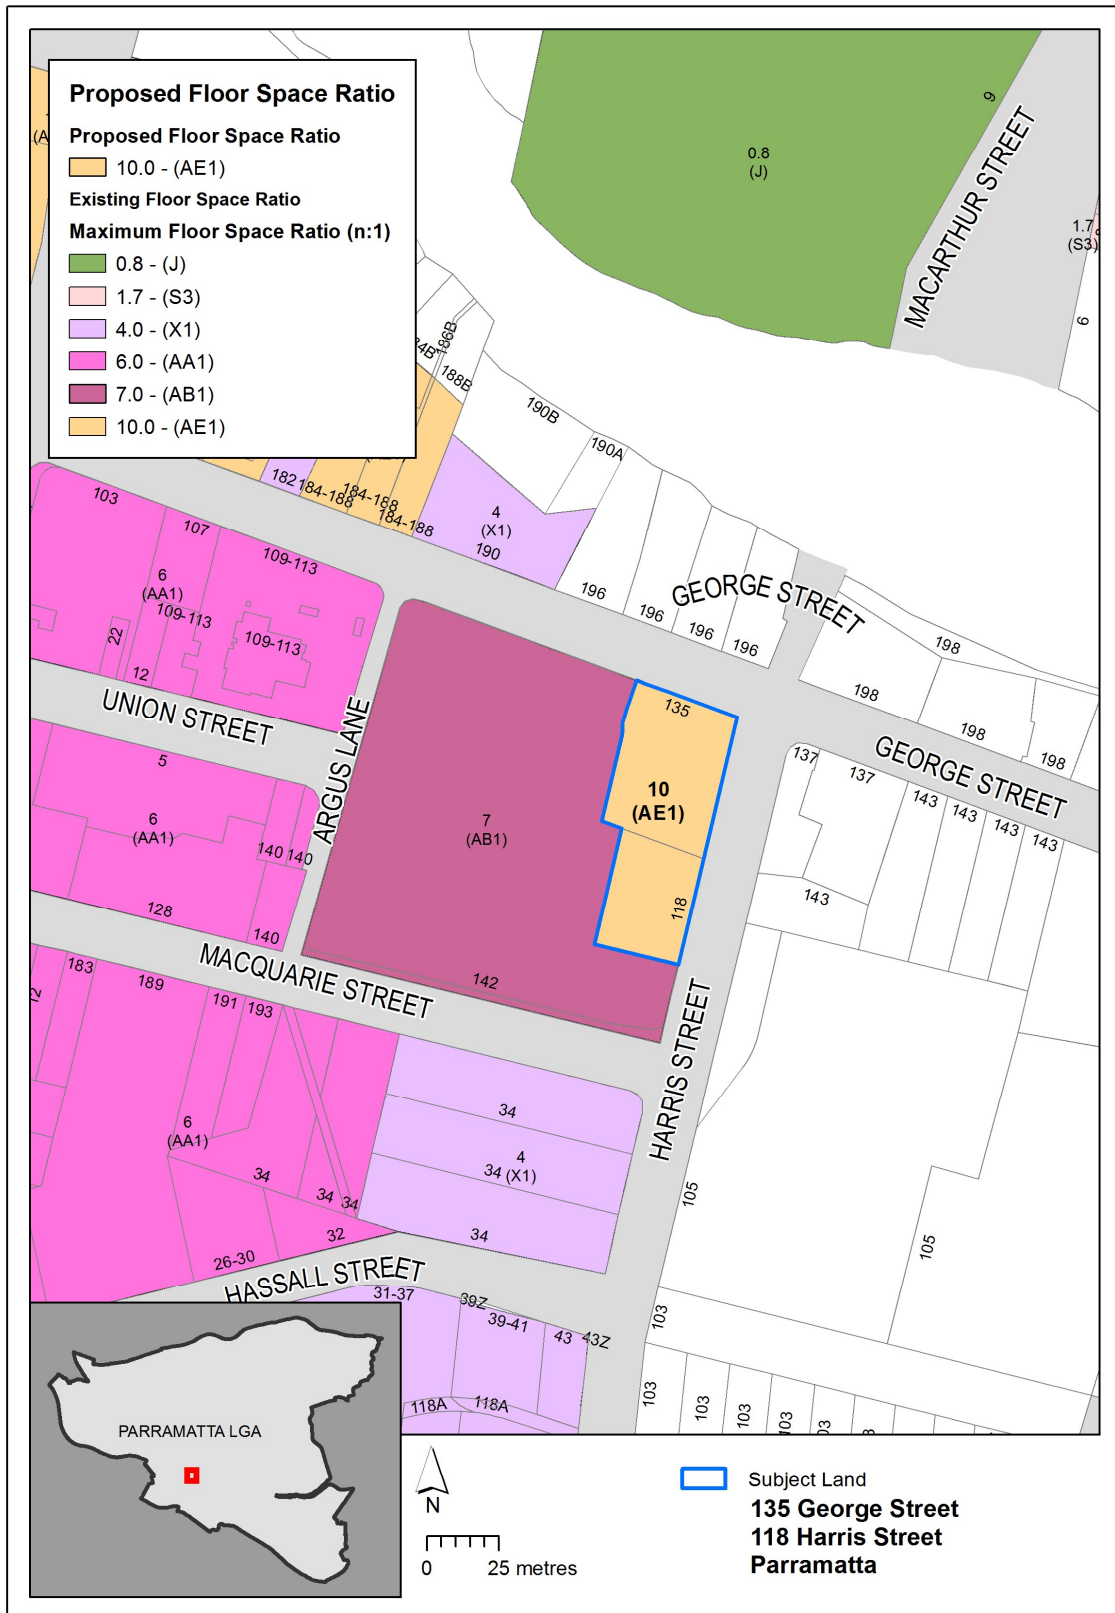 Proposed Floor Space Ratio
Proposed Floor Space Ratio
10.0 - (AE1)
Existing Floor Space Ratio
Maximum Floor Space Ratio (n:1)
0.8 - (J)
1.7 - (S3)
4.0 - (X1)
6.0 - (AA1)
7.0 - (AB1)
10.0 - (AE1)
0.8
(J)
9
MACARTHUR STREET
1.7
(S3)
6
186B
188B
190B
190A
182
184-188
184-188
184-188
4
(X1)
190
196
196
196
196
GEORGE STREET
198
198
198
198
GEORGE STREET
103
107
109-113
6
(AA1)
109-113
109-113
22
12
UNION STREET
ARGUS LANE
135
10
(AE1)
118
7
(AB1)
142
137
137
143
143
143
143
143
5
6
(AA1)
140
140
128
140
MACQUARIE STREET
HARRIS STREET
183
189
191
193
6
(AA1)
34
34
34
32
26-30
34
4
(X1)
34
34
105
105
HASSALL STREET
31-37
39Z
39-41
43
43Z
118A
118A
103
103
103
103
103
PARRAMATTA LGA
N
0
25 metres
Subject Land
135 George Street
118 Harris Street
Parramatta